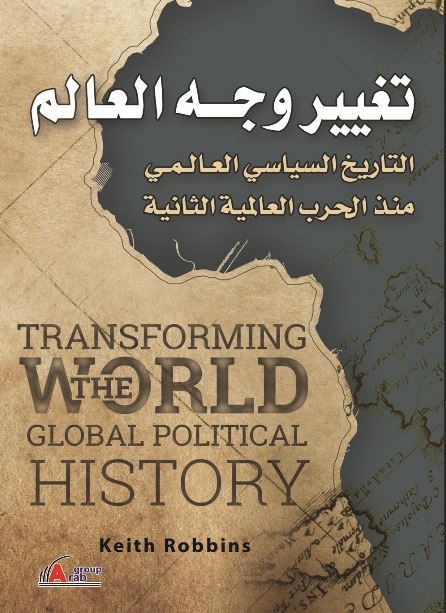 تغيير وجه العالم
التاريخ السياسي العالمي
منذ الحرب العالمية الثانية
TRANSFORMING
THE WORLD
GLOBAL POLITICAL
HISTORY
Keith Robbins
Arab group